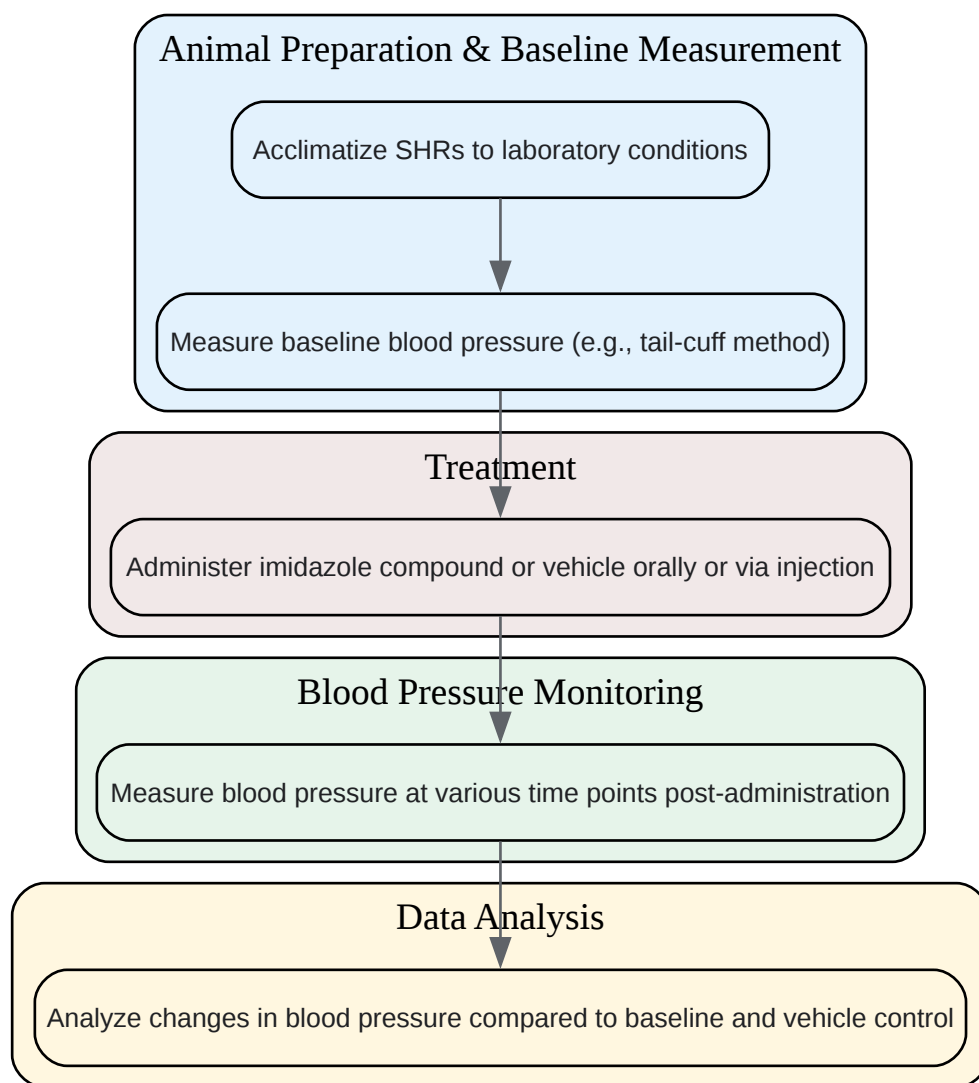 Animal Preparation & Baseline Measurement
Acclimatize SHRs to laboratory conditions
Measure baseline blood pressure (e.g., tail-cuff method)
Treatment
Administer imidazole compound or vehicle orally or via injection
Blood Pressure Monitoring
Measure blood pressure at various time points post-administration
Data Analysis
Analyze changes in blood pressure compared to baseline and vehicle control